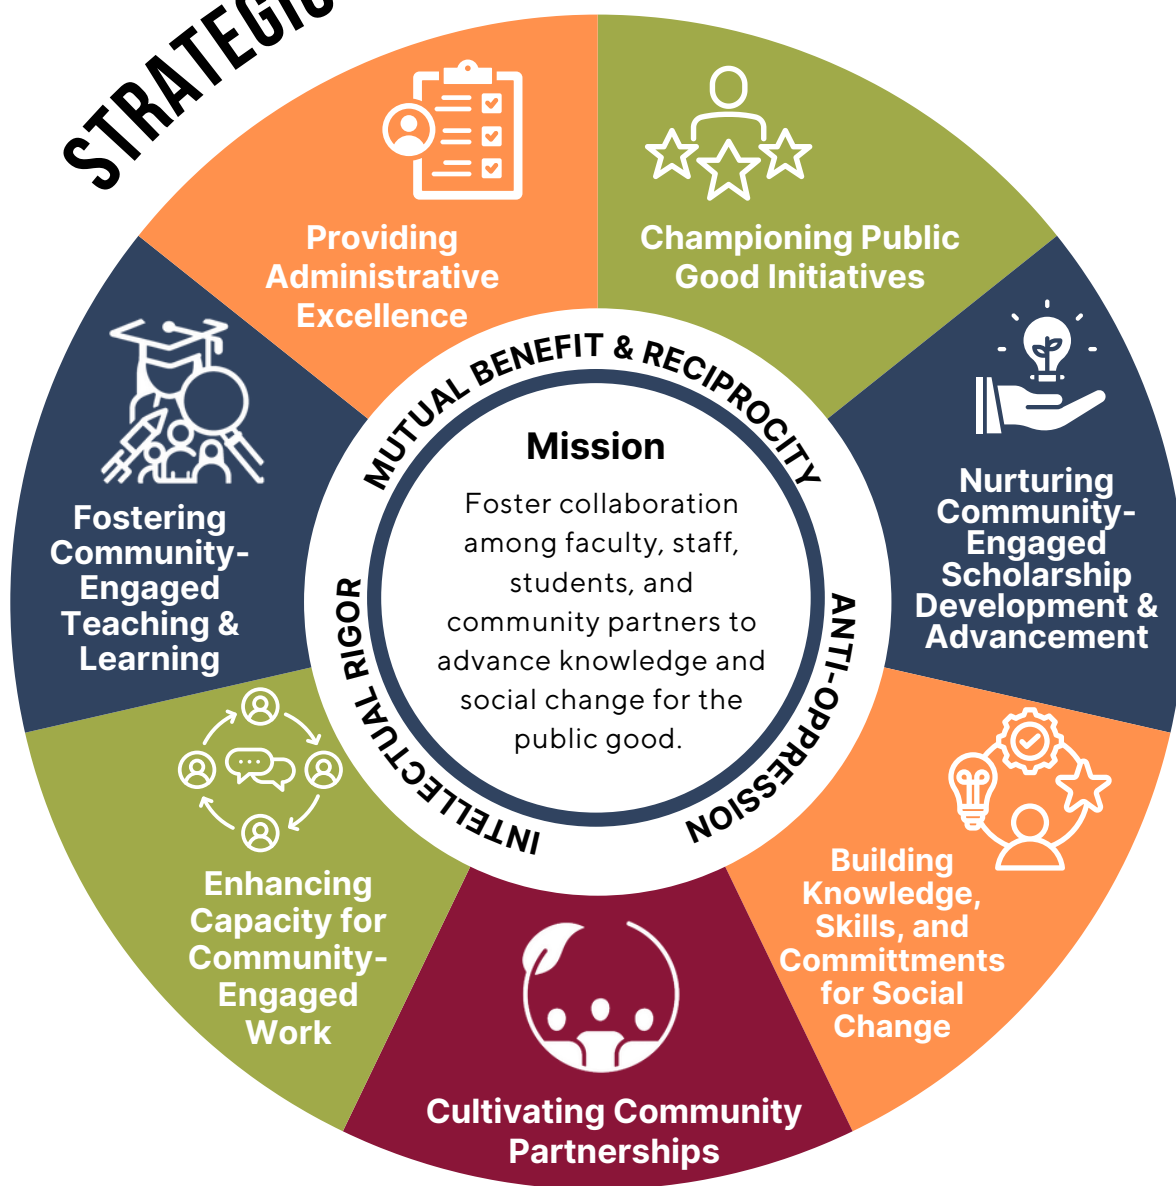 STRATEGIC
Providing
Administrative
Excellence
Championing Public
Good Initiatives
Nurturing
Community-
Engaged
Scholarship
Development &
Advancement
Building
Knowledge,
Skills, and
Committments
for Social
Change
Cultivating Community
Partnerships
Enhancing
Capacity for
Community-
Engaged
Work
Fostering
Community-
Engaged
Teaching &
Learning
MUTUAL BENEFIT & RECIPROCITY
ANTI-OPPRESSION
INTELLECTUAL RIGOR
Mission
Foster collaboration
among faculty, staff,
students, and
community partners to
advance knowledge and
social change for the
public good.